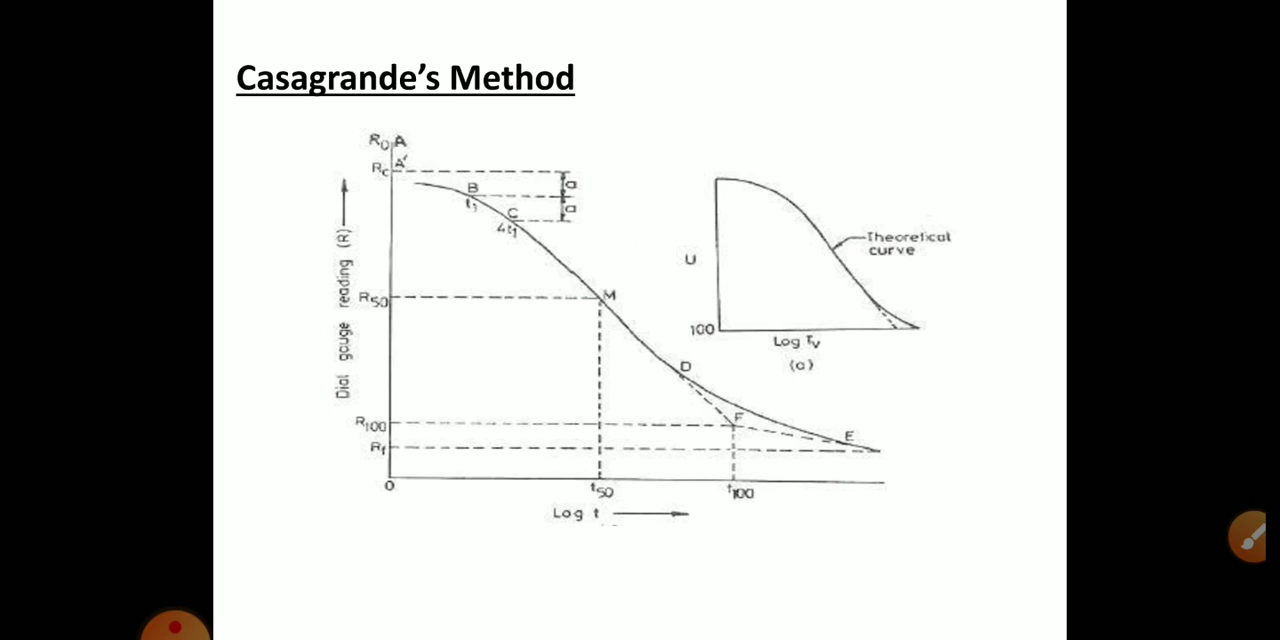 Casagrande’s Method
R₀ A
Rc A'
B
a
t₁
a
C
4t₁
Theoretical
curve
U
Dial gauge reading (R)
R₅₀
M
100
Log Tv
(a)
D
R₁₀₀
F
E
Rf
0
t₅₀
t₁₀₀
Log t